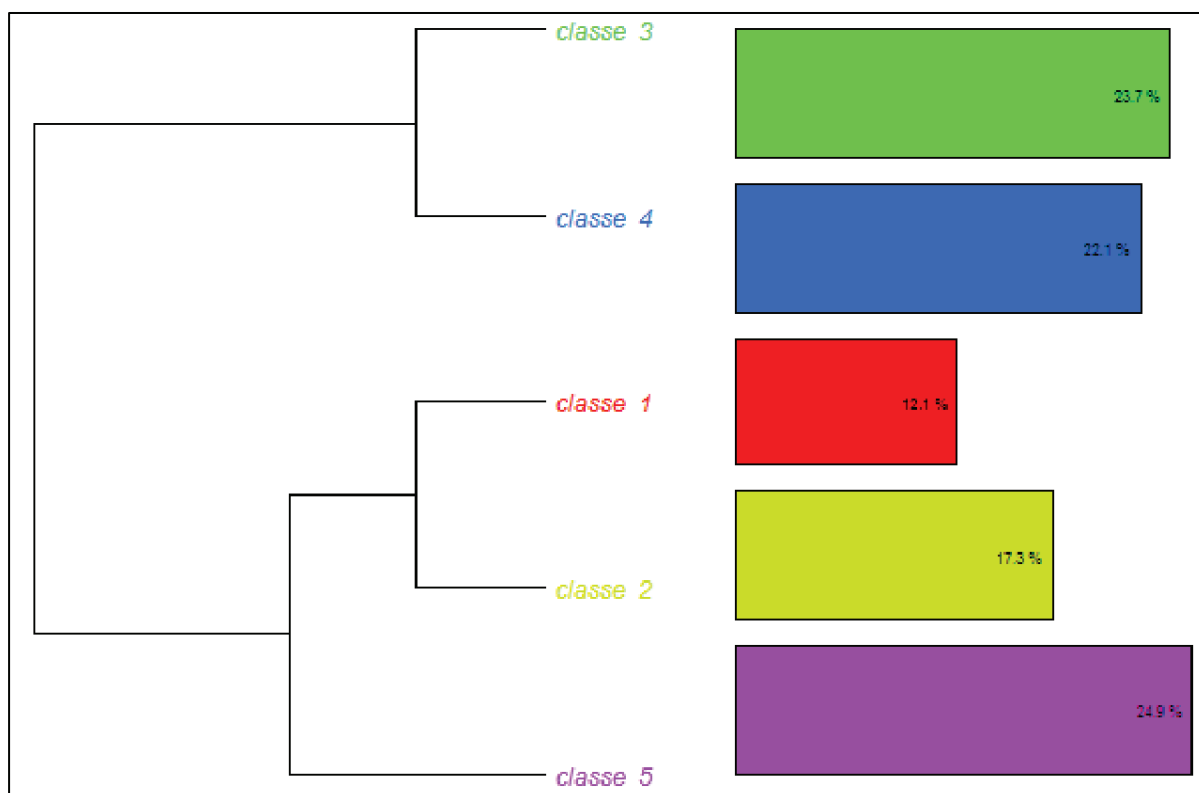 classe 3
23.7 %
classe 4
22.1 %
classe 1
12.1 %
classe 2
17.3 %
24.9 %
classe 5